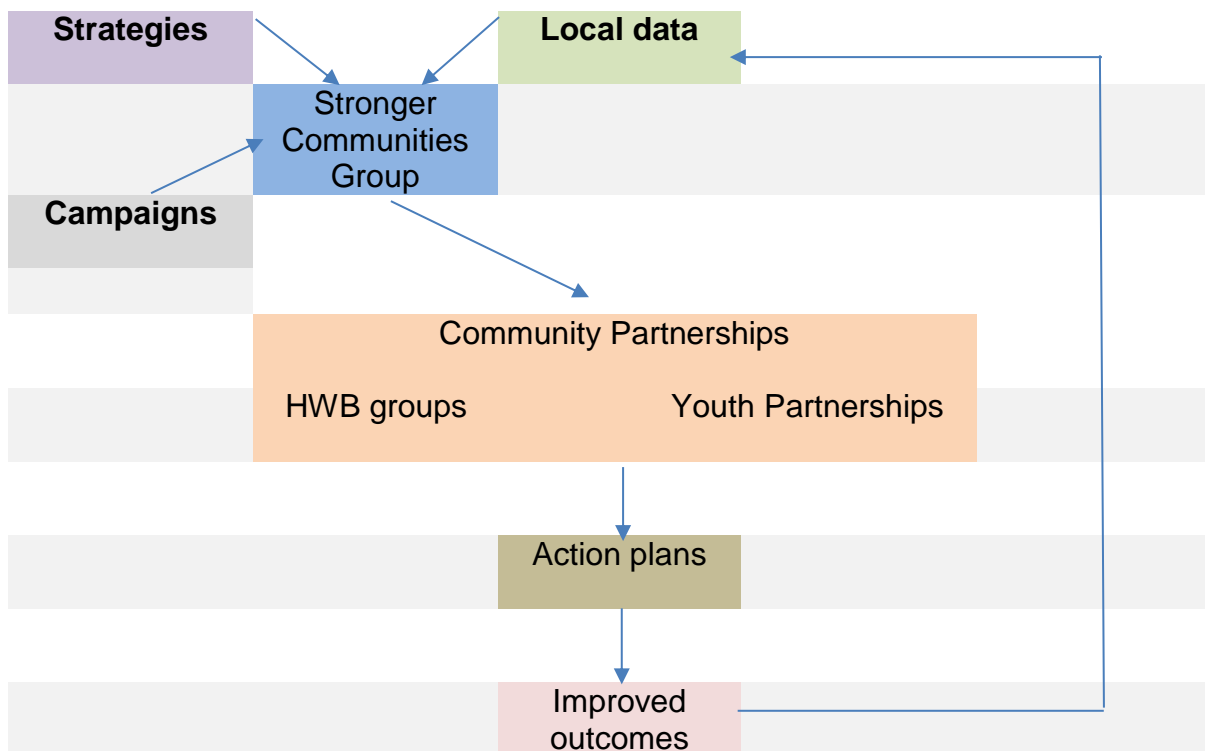 Strategies
Local data
Stronger
Communities
Group
Campaigns
Community Partnerships
HWB groups
Youth Partnerships
Action plans
Improved
outcomes